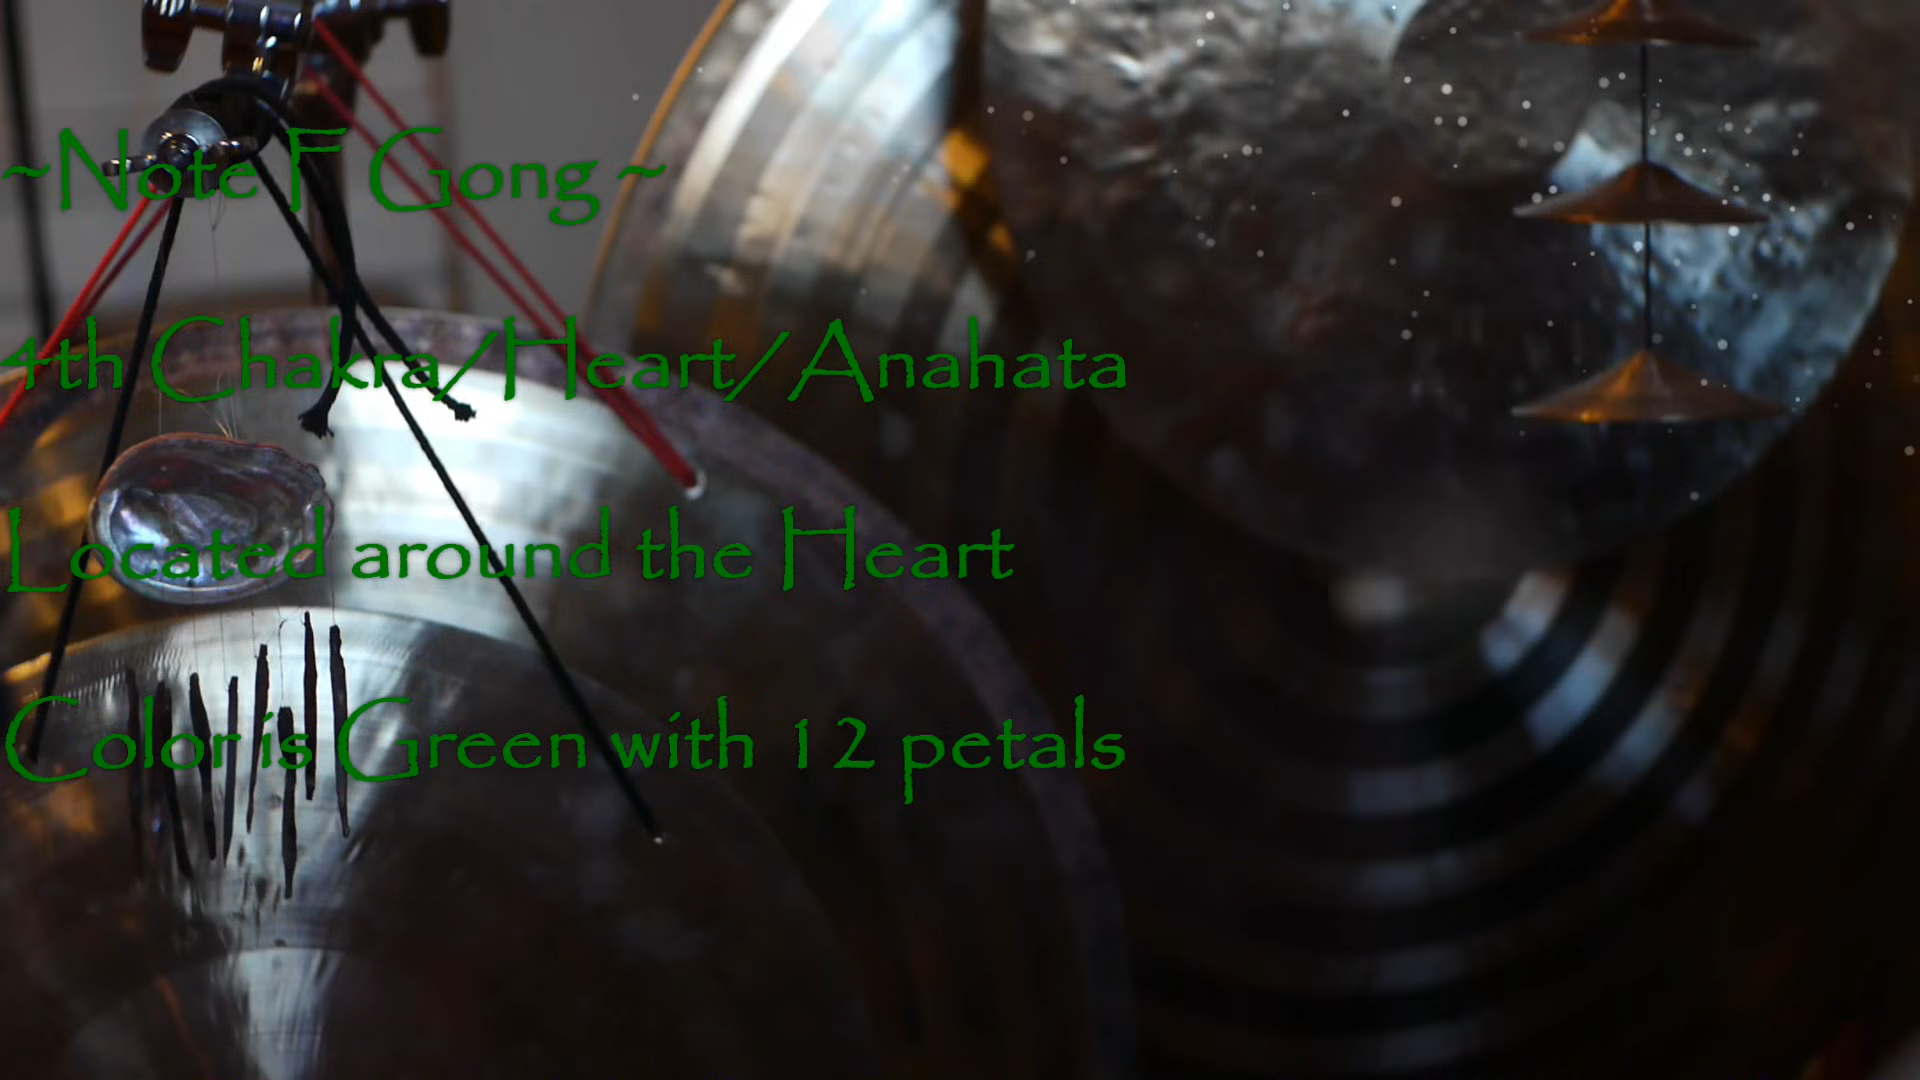 ~Note F Gong ~
4th Chakra/Heart/Anahata
Located around the Heart
Color is Green with 12 petals